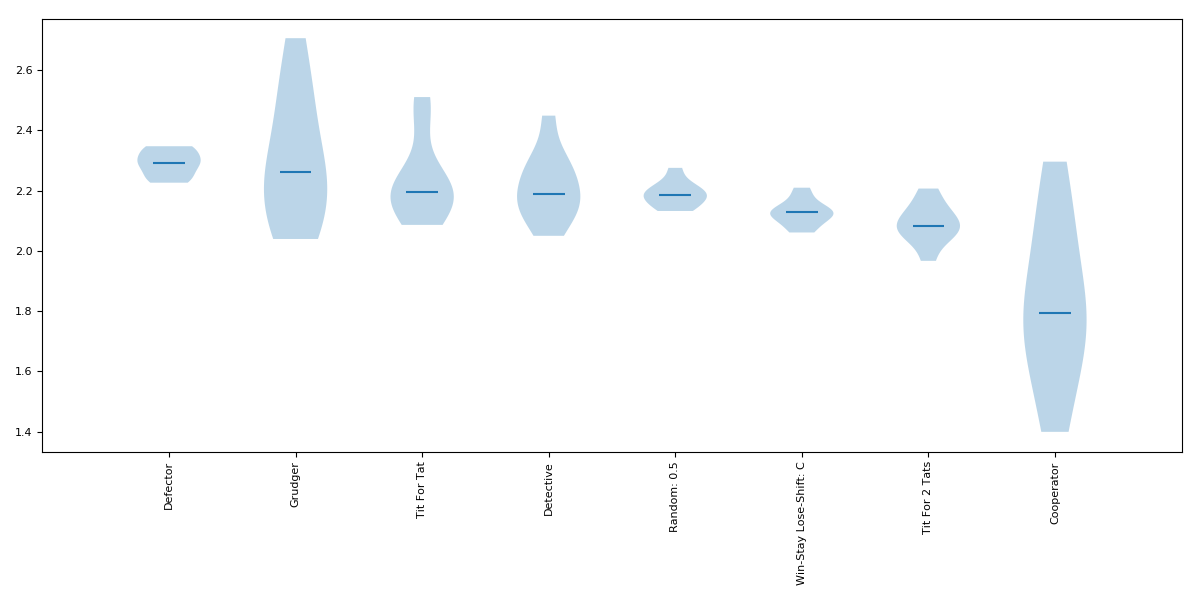 2.6
2.4
2.2
2.0
1.8
1.6
1.4
Defector
Grudger
Tit For Tat
Detective
Random: 0.5
Win-Stay Lose-Shift: C
Tit For 2 Tats
Cooperator